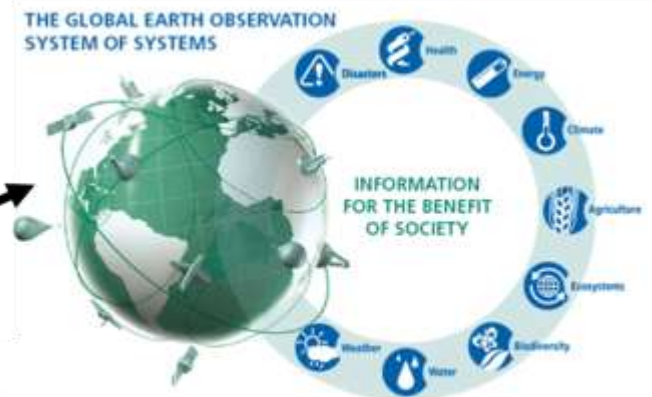 THE GLOBAL EARTH OBSERVATION
SYSTEM OF SYSTEMS
Disasters
Health
Energy
Climate
Agriculture
Ecosystems
Biodiversity
Water
Weather
INFORMATION
FOR THE BENEFIT
OF SOCIETY